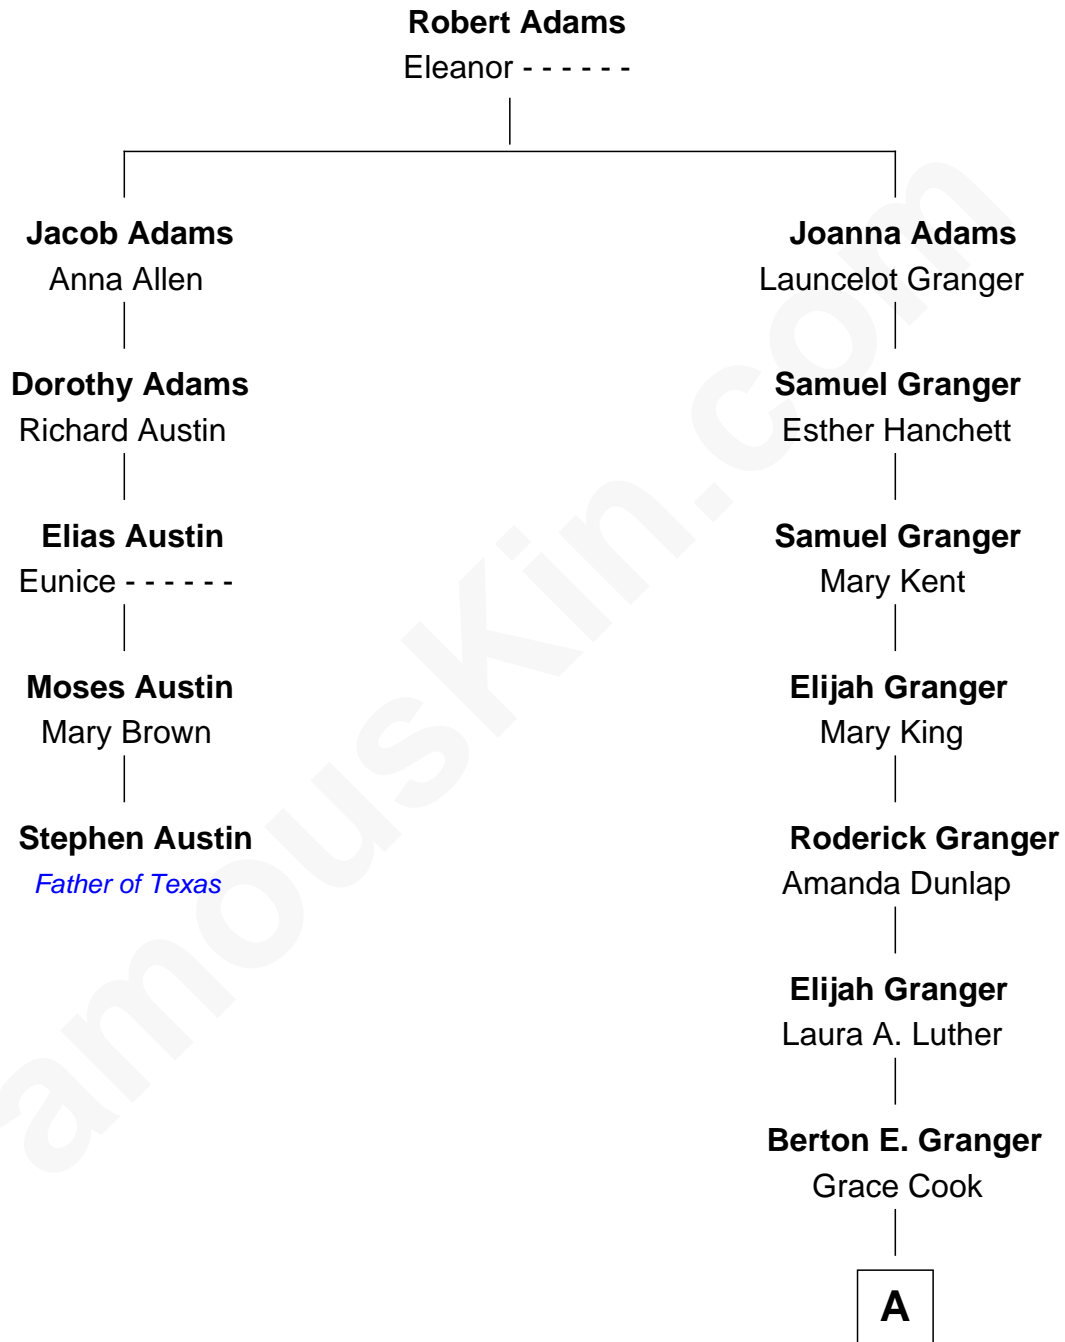 Robert Adams
Eleanor - - - - - -
Jacob Adams
Anna Allen
Joanna Adams
Launcelot Granger
Dorothy Adams
Richard Austin
Samuel Granger
Esther Hanchett
Elias Austin
Eunice - - - - - -
Samuel Granger
Mary Kent
Moses Austin
Mary Brown
Elijah Granger
Mary King
Stephen Austin
Father of Texas
Roderick Granger
Amanda Dunlap
Elijah Granger
Laura A. Luther
Berton E. Granger
Grace Cook
A
amousKin.com